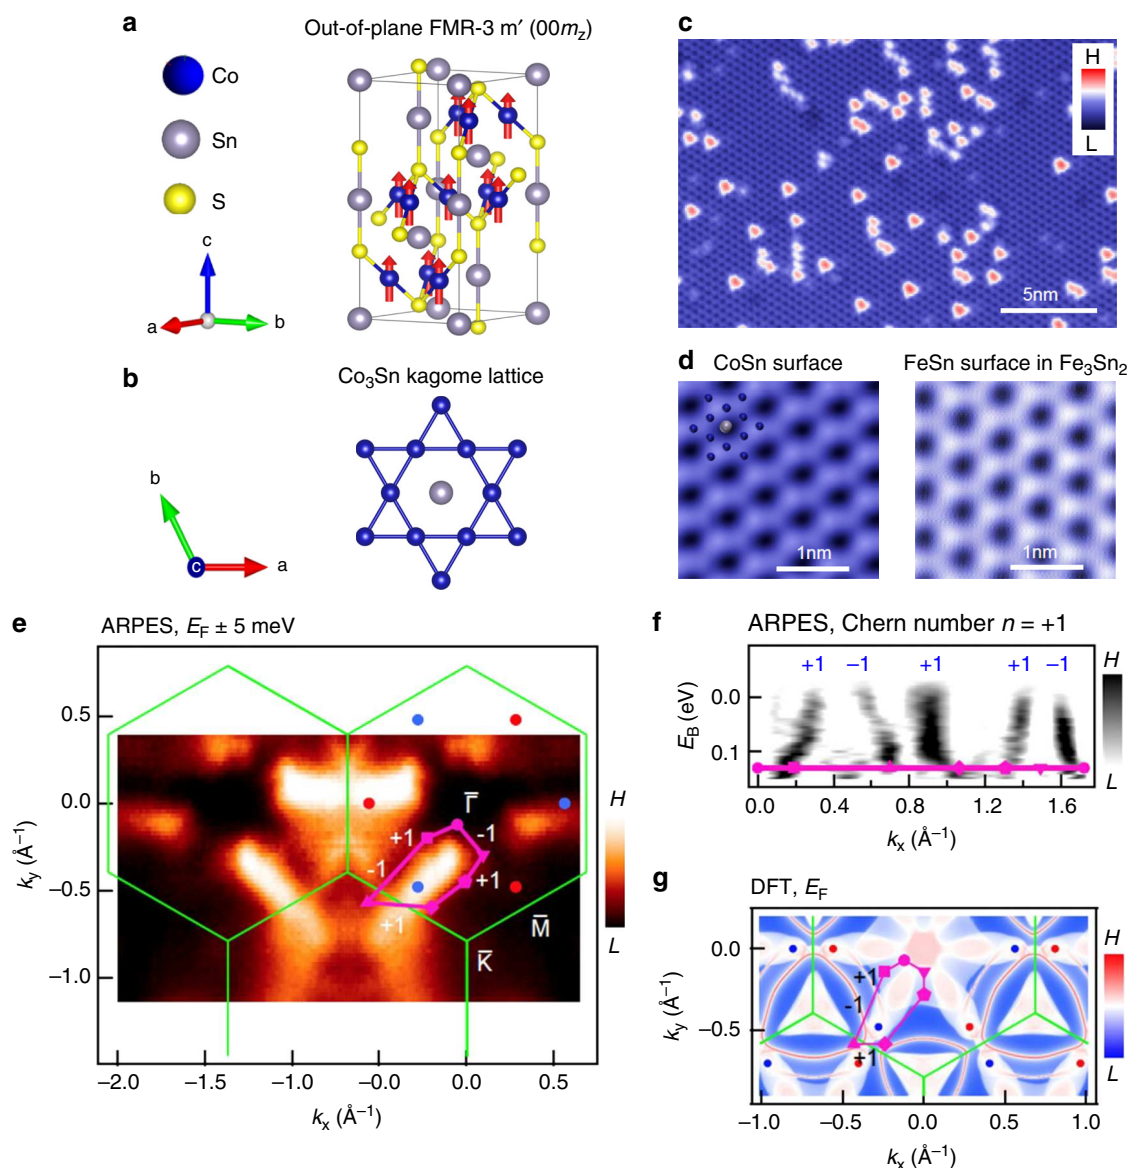 a
Out-of-plane FMR-3 m′ (00mz)
Co
Sn
S
c
a
b
b
Co3Sn kagome lattice
b
c
a
c
H
L
5nm
d
CoSn surface
FeSn surface in Fe3Sn2
1nm
1nm
e
ARPES, EF ± 5 meV
0.5
0.0
−0.5
−1.0
ky (Å−1)
Γ̅
+1
-1
-1
+1
+1
M̅
K̅
H
L
−2.0
−1.5
−1.0
−0.5
0.0
0.5
kx (Å−1)
f
ARPES, Chern number n = +1
+1
−1
+1
+1
−1
H
L
0.0
0.1
EB (eV)
0.0
0.4
0.8
1.2
1.6
kx (Å−1)
g
DFT, EF
0.0
−0.5
ky (Å−1)
+1
-1
+1
H
L
−1.0
−0.5
0.0
0.5
1.0
kx (Å−1)